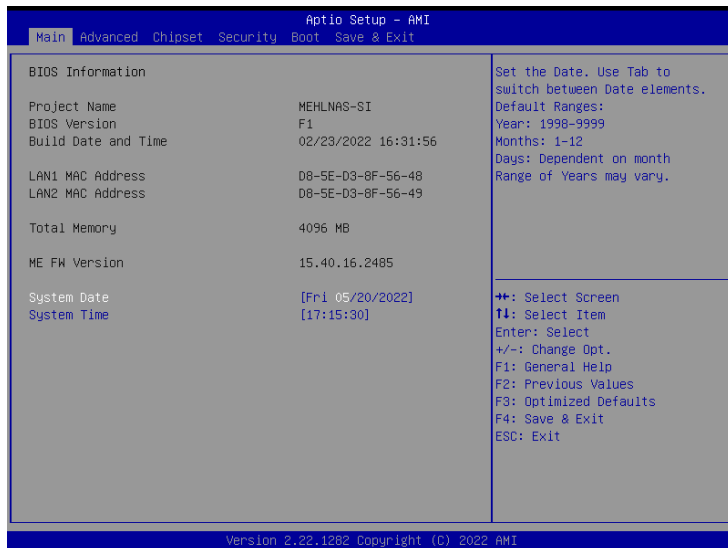 Aptio Setup – AMI
Main Advanced Chipset Security Boot Save & Exit
BIOS Information
Project Name MEHLNAS-SI
BIOS Version F1
Build Date and Time 02/23/2022 16:31:56
LAN1 MAC Address D8-5E-D3-8F-56-48
LAN2 MAC Address D8-5E-D3-8F-56-49
Total Memory 4096 MB
ME FW Version 15.40.16.2485
System Date [Fri 05/20/2022]
System Time [17:15:30]
Set the Date. Use Tab to
switch between Date elements.
Default Ranges:
Year: 1998-9999
Months: 1-12
Days: Dependent on month
Range of Years may vary.
→←: Select Screen
↑↓: Select Item
Enter: Select
+/-: Change Opt.
F1: General Help
F2: Previous Values
F3: Optimized Defaults
F4: Save & Exit
ESC: Exit
Version 2.22.1282 Copyright (C) 2022 AMI